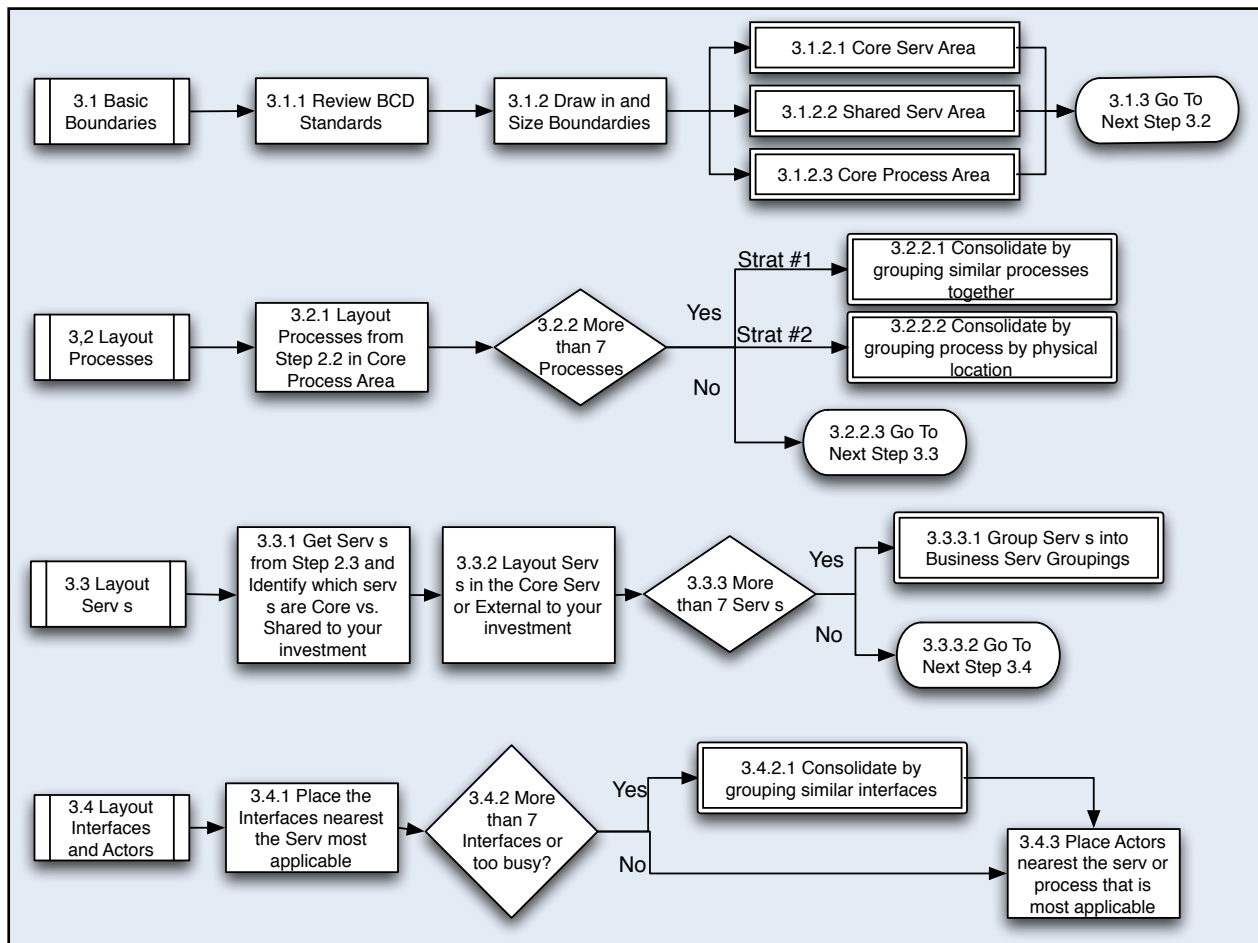 3.1 Basic
Boundaries
3.1.1 Review BCD
Standards
3.1.2 Draw in and
Size Boundardies
3.1.2.1 Core Serv Area
3.1.2.2 Shared Serv Area
3.1.2.3 Core Process Area
3.1.3 Go To
Next Step 3.2
3,2 Layout
Processes
3.2.1 Layout
Processes from
Step 2.2 in Core
Process Area
3.2.2 More
than 7
Processes
Yes
No
Strat #1
Strat #2
3.2.2.1 Consolidate by
grouping similar processes
together
3.2.2.2 Consolidate by
grouping process by physical
location
3.2.2.3 Go To
Next Step 3.3
3.3 Layout
Serv s
3.3.1 Get Serv s
from Step 2.3 and
Identify which serv
s are Core vs.
Shared to your
investment
3.3.2 Layout Serv
s in the Core Serv
or External to your
investment
3.3.3 More
than 7 Serv s
Yes
No
3.3.3.1 Group Serv s into
Business Serv Groupings
3.3.3.2 Go To
Next Step 3.4
3.4 Layout
Interfaces
and Actors
3.4.1 Place the
Interfaces nearest
the Serv most
applicable
3.4.2 More
than 7
Interfaces or
too busy?
Yes
No
3.4.2.1 Consolidate by
grouping similar interfaces
3.4.3 Place Actors
nearest the serv or
process that is
most applicable